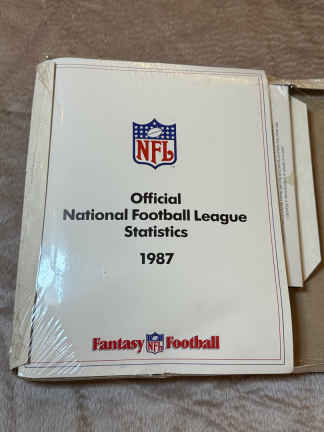 NFL
Official
National Football League
Statistics
1987
Fantasy NFL Football